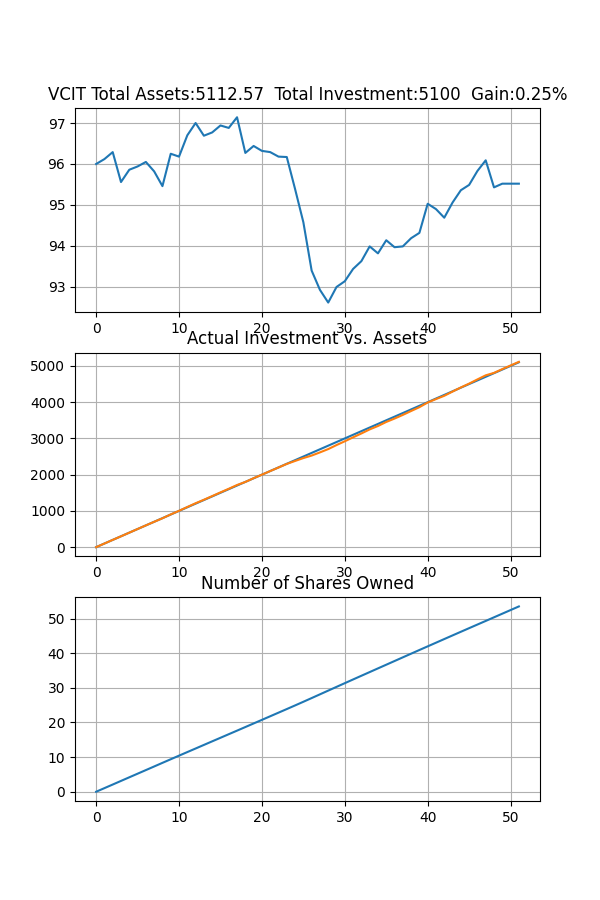 VCIT Total Assets:5112.57  Total Investment:5100  Gain:0.25%
97
96
95
94
93
0 10 20 30 40 50
Actual Investment vs. Assets
5000
4000
3000
2000
1000
0
0 10 20 30 40 50
Number of Shares Owned
50
40
30
20
10
0
0 10 20 30 40 50